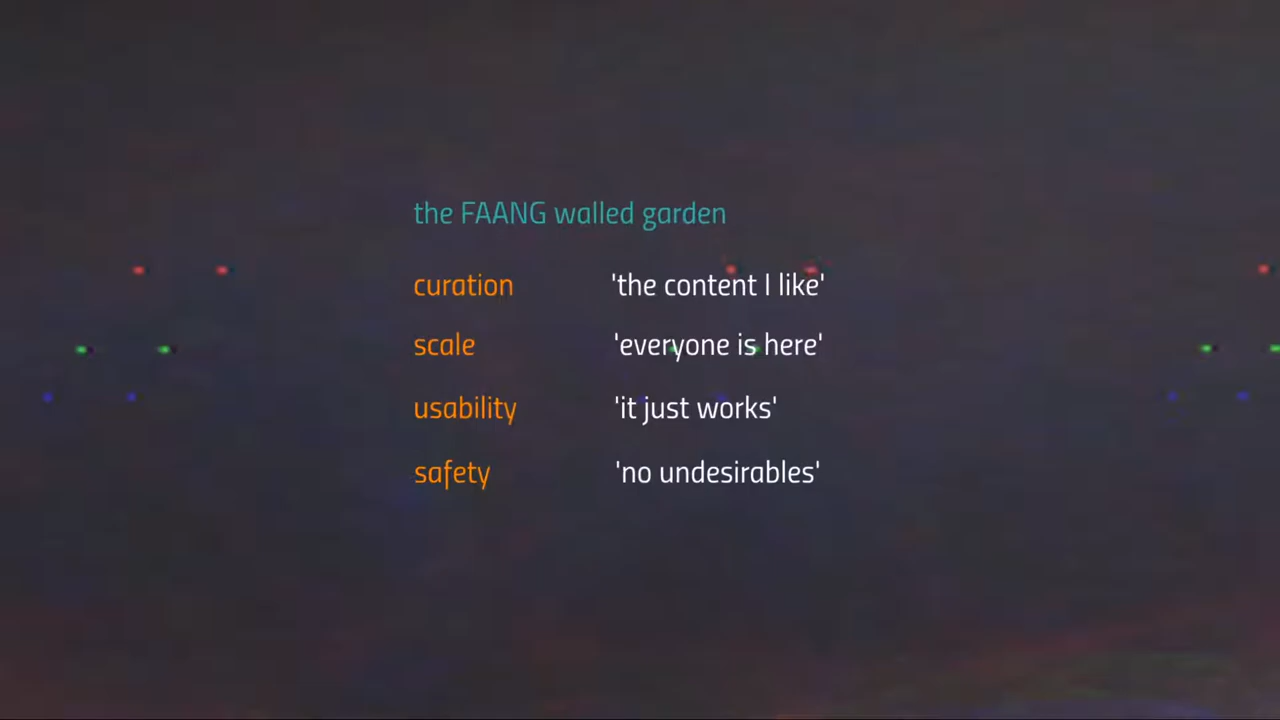 the FAANG walled garden
curation 'the content I like'
scale 'everyone is here'
usability 'it just works'
safety 'no undesirables'